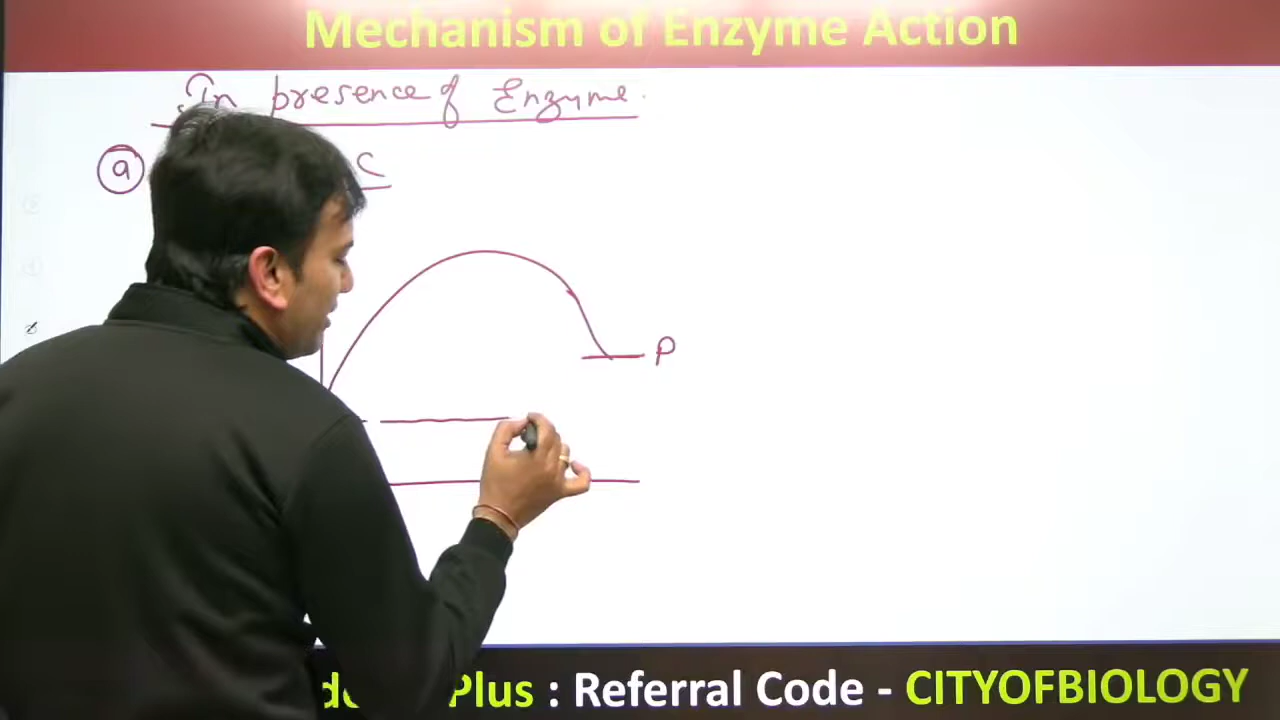 Mechanism of Enzyme Action
In presence of Enzyme.
a
C
P
Plus : Referral Code - CITYOFBIOLOGY